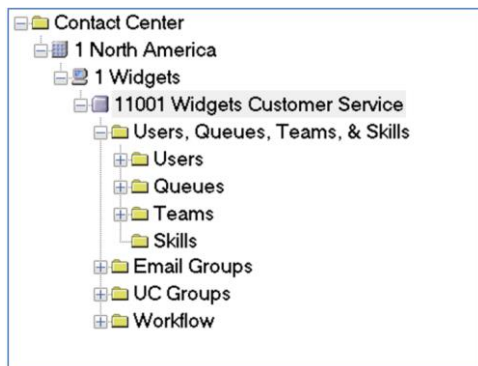 Contact Center
1 North America
1 Widgets
11001 Widgets Customer Service
Users, Queues, Teams, & Skills
Users
Queues
Teams
Skills
Email Groups
UC Groups
Workflow